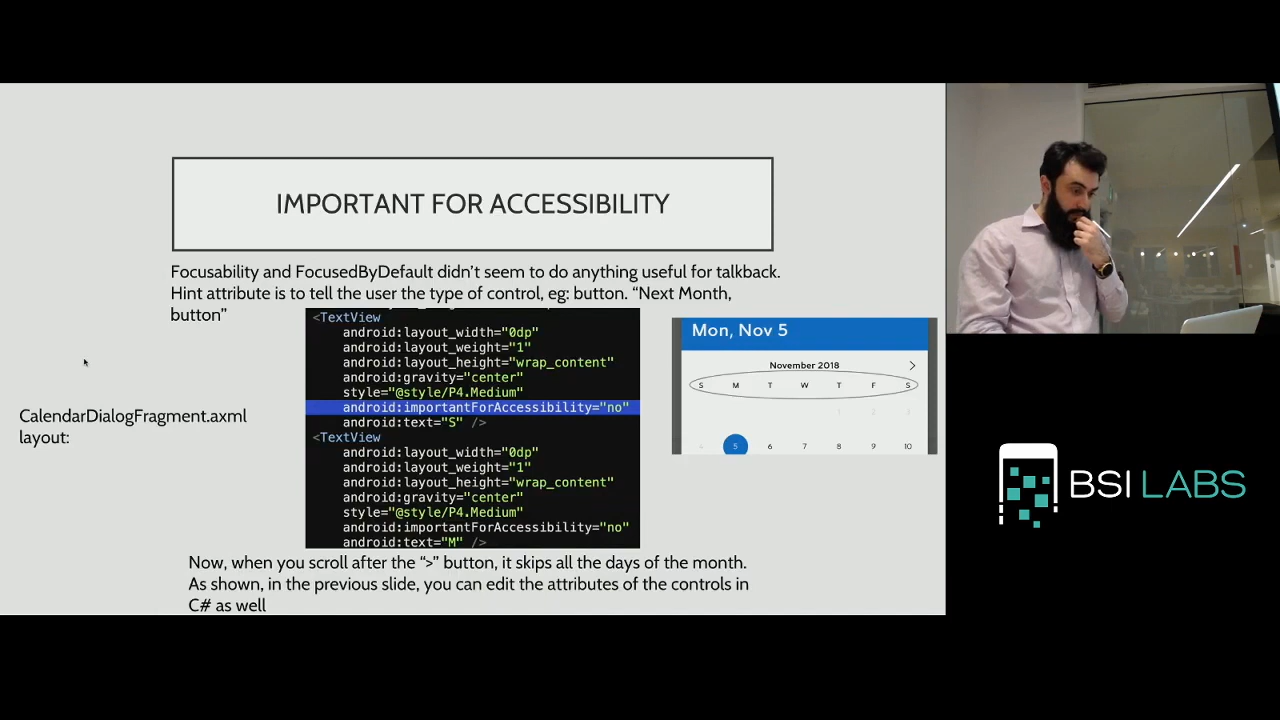 IMPORTANT FOR ACCESSIBILITY
Focusability and FocusedByDefault didn't seem to do anything useful for talkback.
Hint attribute is to tell the user the type of control, eg: button. “Next Month,
button”
CalendarDialogFragment.axml
layout:
<TextView
android:layout_width="0dp"
android:layout_weight="1"
android:layout_height="wrap_content"
android:gravity="center"
style="@style/P4.Medium"
android:importantForAccessibility="no"
android:text="S" />
<TextView
android:layout_width="0dp"
android:layout_weight="1"
android:layout_height="wrap_content"
android:gravity="center"
style="@style/P4.Medium"
android:importantForAccessibility="no"
android:text="M" />
Mon, Nov 5
November 2018 >
S M T W T F S
1 2 3
4 5 6 7 8 9 10
Now, when you scroll after the “>” button, it skips all the days of the month.
As shown, in the previous slide, you can edit the attributes of the controls in
C# as well
BSI LABS